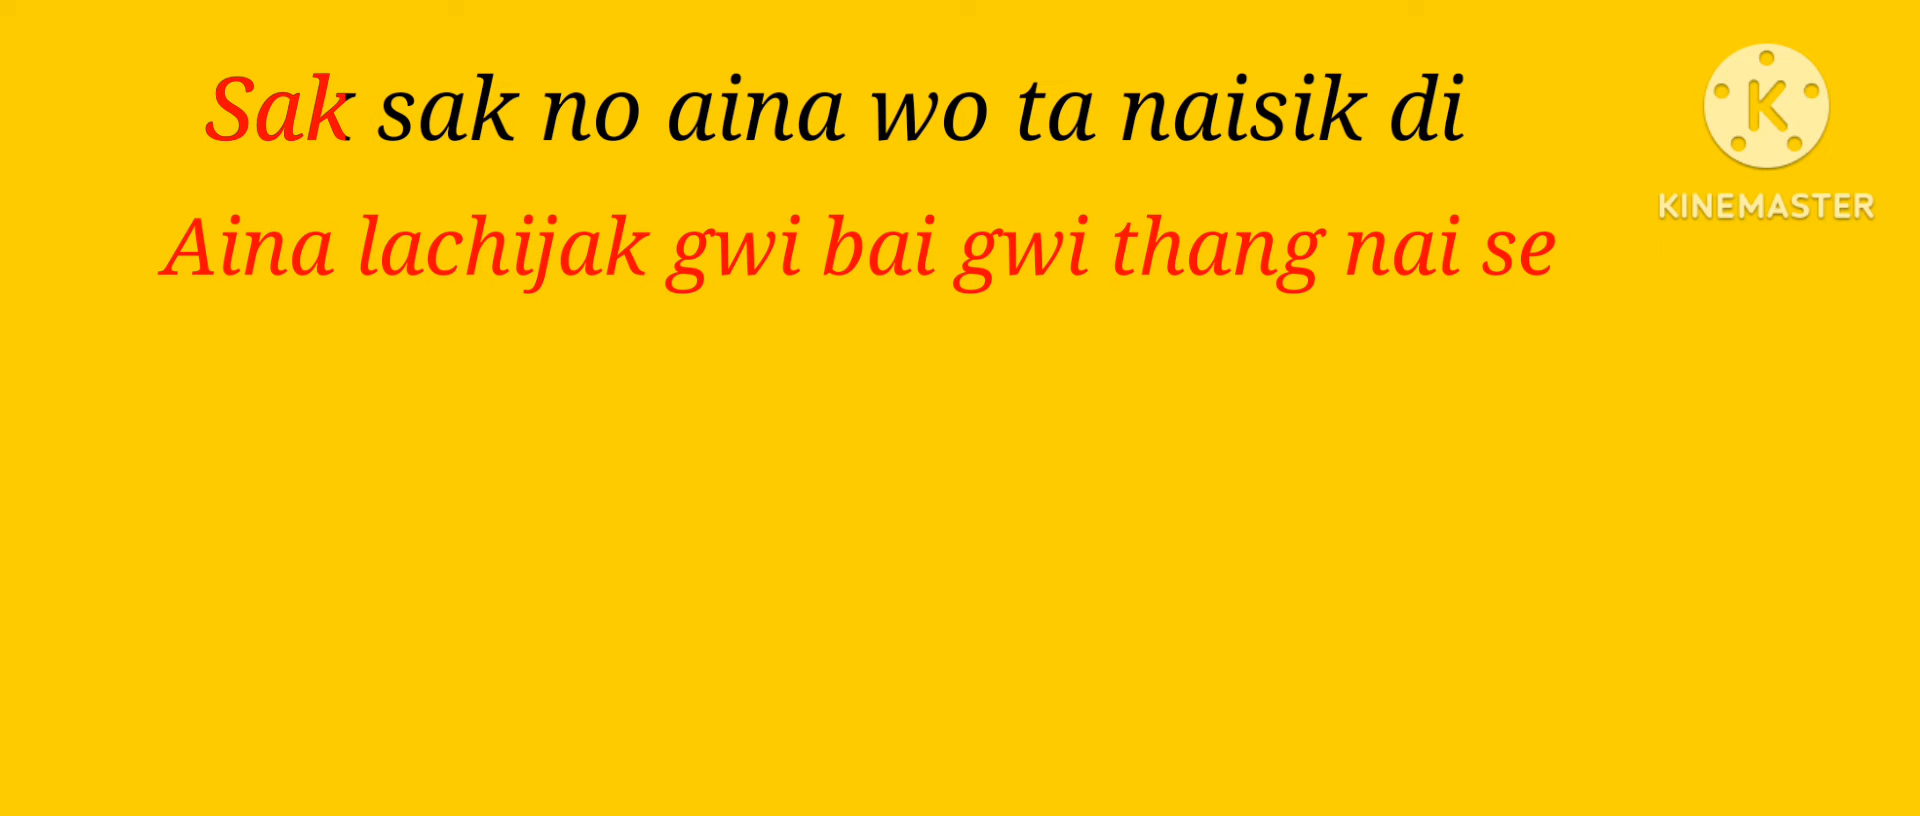 Sak sak no aina wo ta naisik di
Aina lachijak gwi bai gwi thang nai se
K
KINEMASTER